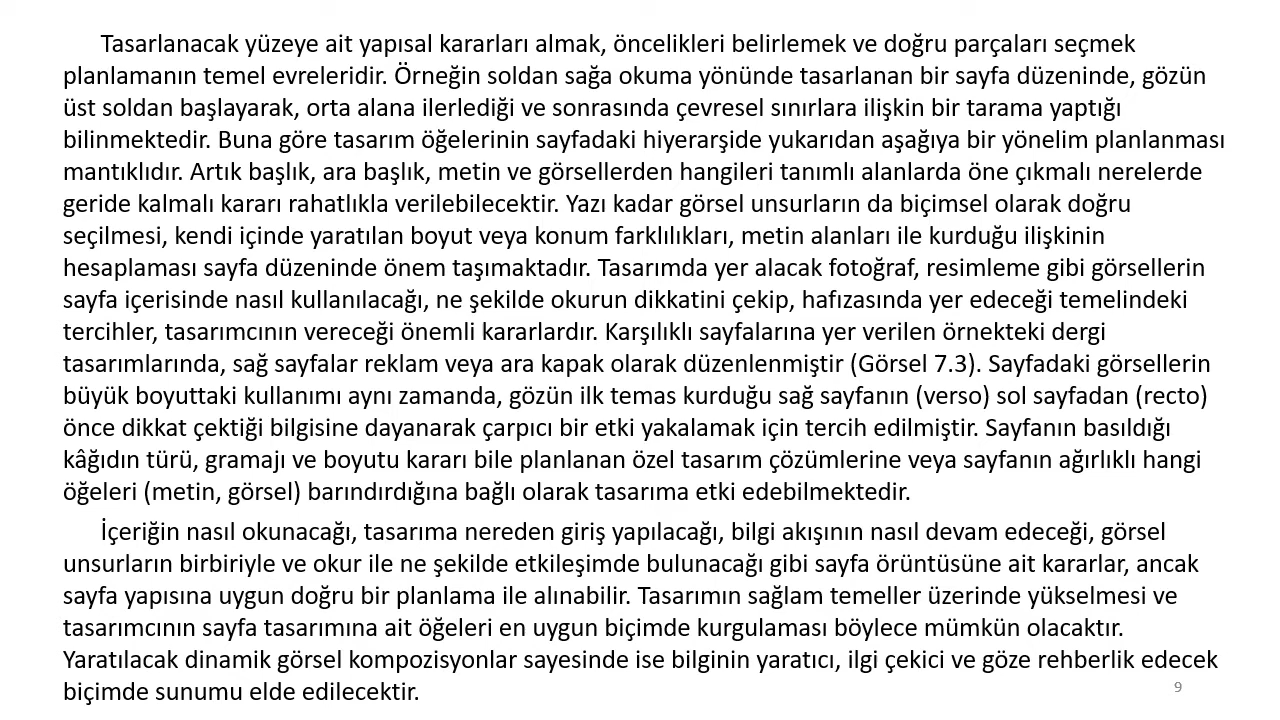 Tasarlanacak yüzeye ait yapısal kararları almak, öncelikleri belirlemek ve doğru parçaları seçmek
planlamanın temel evreleridir. Örneğin soldan sağa okuma yönünde tasarlanan bir sayfa düzeninde, gözün
üst soldan başlayarak, orta alana ilerlediği ve sonrasında çevresel sınırlara ilişkin bir tarama yaptığı
bilinmektedir. Buna göre tasarım öğelerinin sayfadaki hiyerarşide yukarıdan aşağıya bir yönelim planlanması
mantıklıdır. Artık başlık, ara başlık, metin ve görsellerden hangileri tanımlı alanlarda öne çıkmalı nerelerde
geride kalmalı kararı rahatlıkla verilebilecektir. Yazı kadar görsel unsurların da biçimsel olarak doğru
seçilmesi, kendi içinde yaratılan boyut veya konum farklılıkları, metin alanları ile kurduğu ilişkinin
hesaplaması sayfa düzeninde önem taşımaktadır. Tasarımda yer alacak fotoğraf, resimleme gibi görsellerin
sayfa içerisinde nasıl kullanılacağı, ne şekilde okurun dikkatini çekip, hafızasında yer edeceği temelindeki
tercihler, tasarımcının vereceği önemli kararlardır. Karşılıklı sayfalarına yer verilen örnekteki dergi
tasarımlarında, sağ sayfalar reklam veya ara kapak olarak düzenlenmiştir (Görsel 7.3). Sayfadaki görsellerin
büyük boyuttaki kullanımı aynı zamanda, gözün ilk temas kurduğu sağ sayfanın (verso) sol sayfadan (recto)
önce dikkat çektiği bilgisine dayanarak çarpıcı bir etki yakalamak için tercih edilmiştir. Sayfanın basıldığı
kâğıdın türü, gramajı ve boyutu kararı bile planlanan özel tasarım çözümlerine veya sayfanın ağırlıklı hangi
öğeleri (metin, görsel) barındırdığına bağlı olarak tasarıma etki edebilmektedir.
İçeriğin nasıl okunacağı, tasarıma nereden giriş yapılacağı, bilgi akışının nasıl devam edeceği, görsel
unsurların birbiriyle ve okur ile ne şekilde etkileşimde bulunacağı gibi sayfa örüntüsüne ait kararlar, ancak
sayfa yapısına uygun doğru bir planlama ile alınabilir. Tasarımın sağlam temeller üzerinde yükselmesi ve
tasarımcının sayfa tasarımına ait öğeleri en uygun biçimde kurgulaması böylece mümkün olacaktır.
Yaratılacak dinamik görsel kompozisyonlar sayesinde ise bilginin yaratıcı, ilgi çekici ve göze rehberlik edecek
biçimde sunumu elde edilecektir.
9